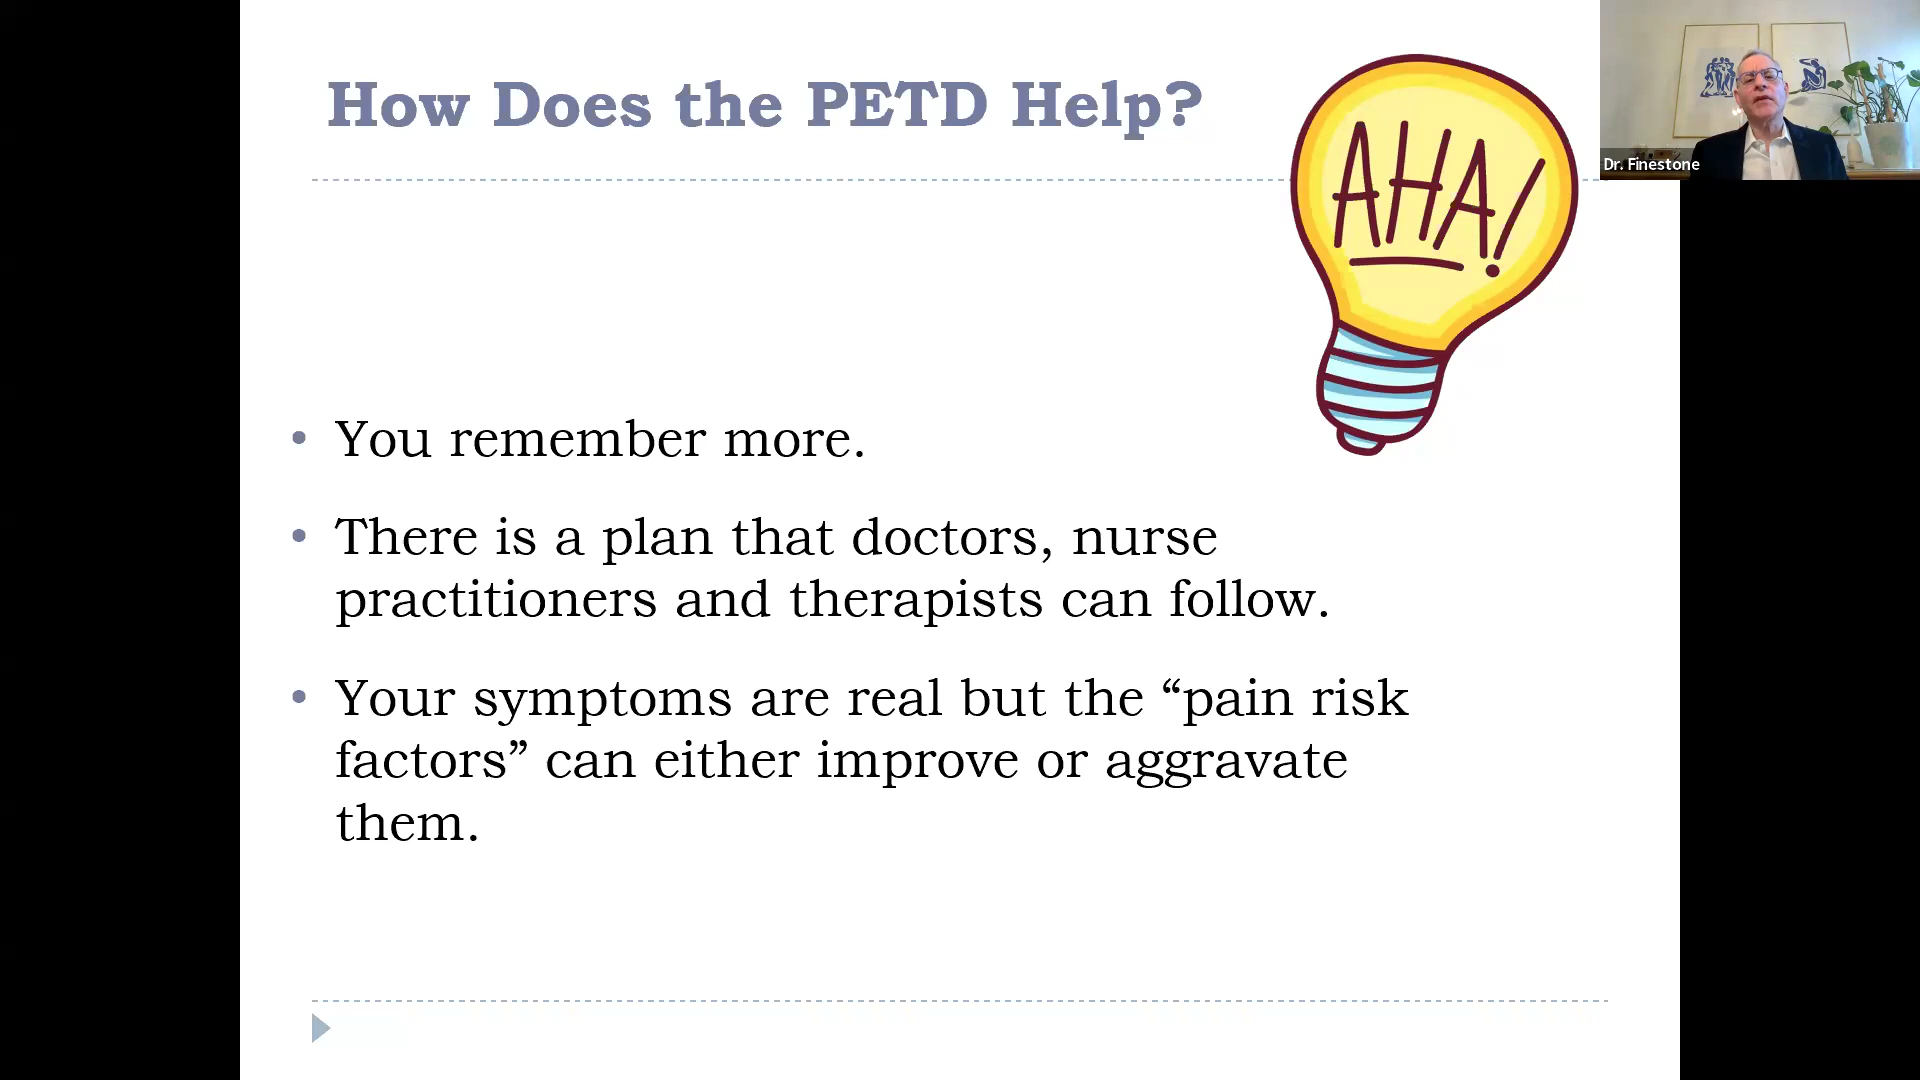 How Does the PETD Help?
AHA!
Dr. Finestone
• You remember more.
• There is a plan that doctors, nurse
practitioners and therapists can follow.
• Your symptoms are real but the “pain risk
factors” can either improve or aggravate
them.